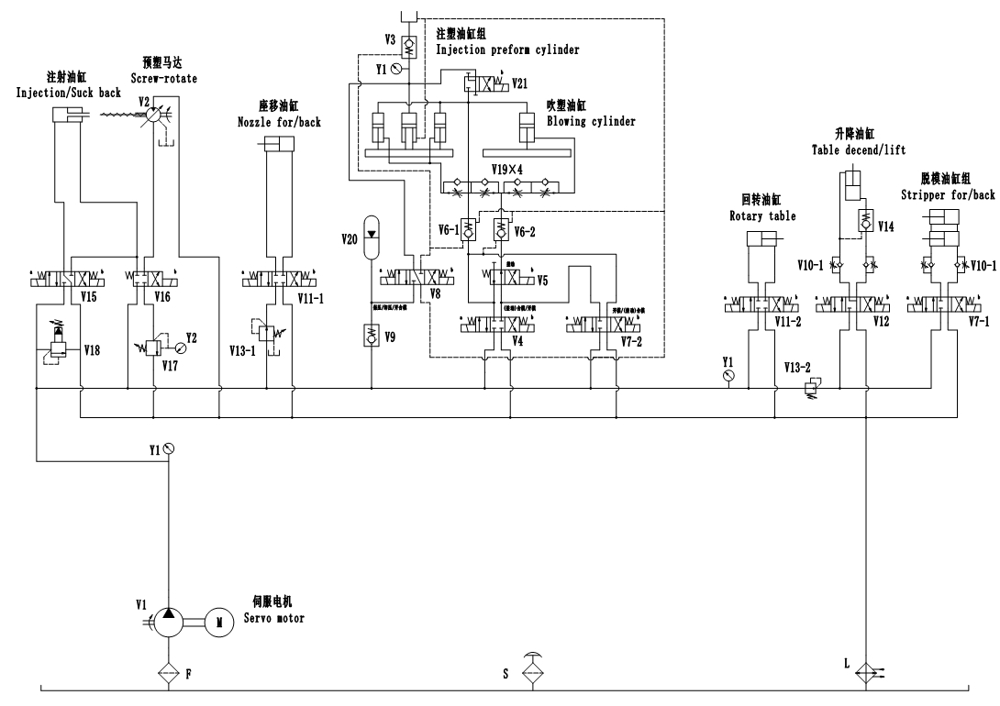 注塑油缸组
Injection preform cylinder
V3
Y1
V21
注射油缸
Injection/Suck back
预塑马达
Screw-rotate
V2
座移油缸
Nozzle for/back
吹塑油缸
Blowing cylinder
升降油缸
Table decend/lift
脱模油缸组
Stripper for/back
回转油缸
Rotary table
V19×4
V6-1
V6-2
V20
V14
V10-1
V10-1
a
b
V15
b
V16
a
b
V11-1
a
b
V8
b
V5
V9
a
b
V4
a
b
V7-2
a
b
V11-2
a
b
V12
a
b
V7-1
V18
V17
Y2
V13-1
Y1
V13-2
Y1
V1
M
伺服电机
Servo motor
F
S
L